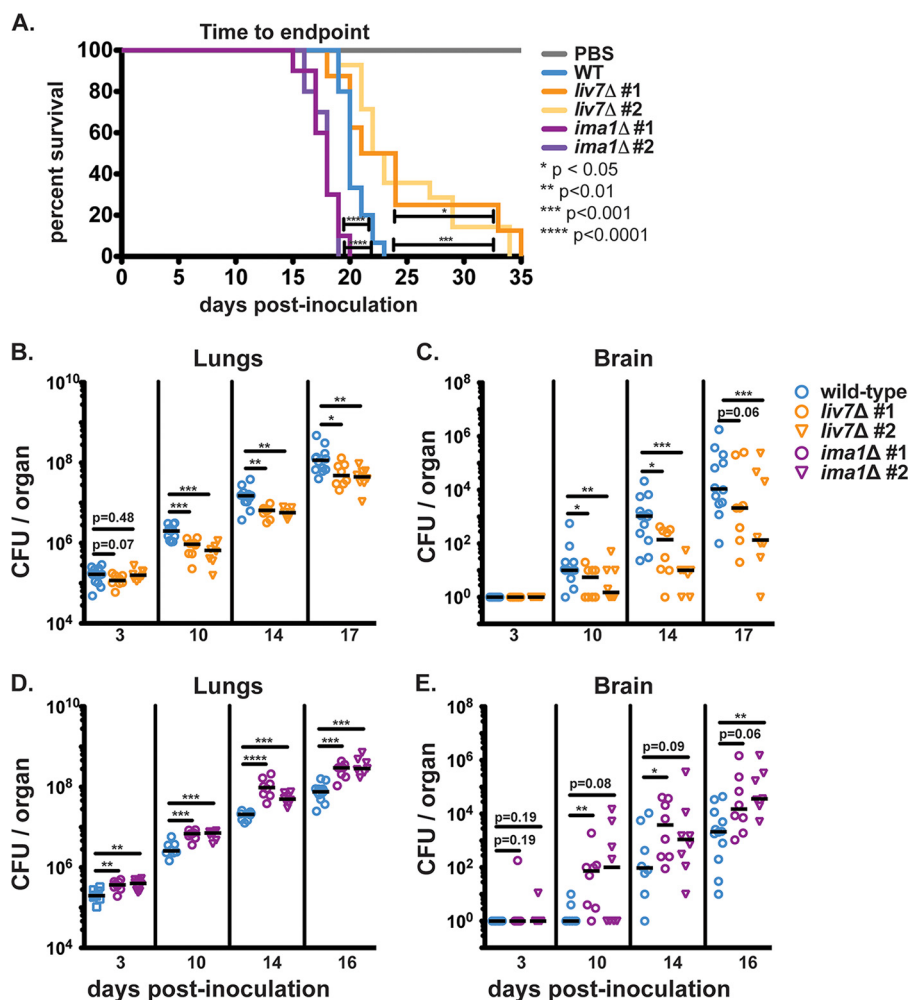 A.
Time to endpoint
percent survival
100
80
60
40
20
0
0 5 10 15 20 25 30 35
days post-inoculation
**** *
*** ***
PBS
WT
liv7Δ #1
liv7Δ #2
ima1Δ #1
ima1Δ #2
* p < 0.05
** p<0.01
*** p<0.001
**** p<0.0001
B.
Lungs
CFU / organ
10^10
10^8
10^6
10^4
p=0.48
p=0.07
***
***
**
**
**
*
3 10 14 17
C.
Brain
CFU / organ
10^8
10^6
10^4
10^2
10^0
**
*
***
*
***
p=0.06
3 10 14 17
wild-type
liv7Δ #1
liv7Δ #2
ima1Δ #1
ima1Δ #2
D.
Lungs
CFU / organ
10^10
10^8
10^6
10^4
**
**
***
***
***
****
***
***
3 10 14 16
days post-inoculation
E.
Brain
CFU / organ
10^8
10^6
10^4
10^2
10^0
p=0.19
p=0.19
p=0.08
**
p=0.09
*
**
p=0.06
3 10 14 16
days post-inoculation